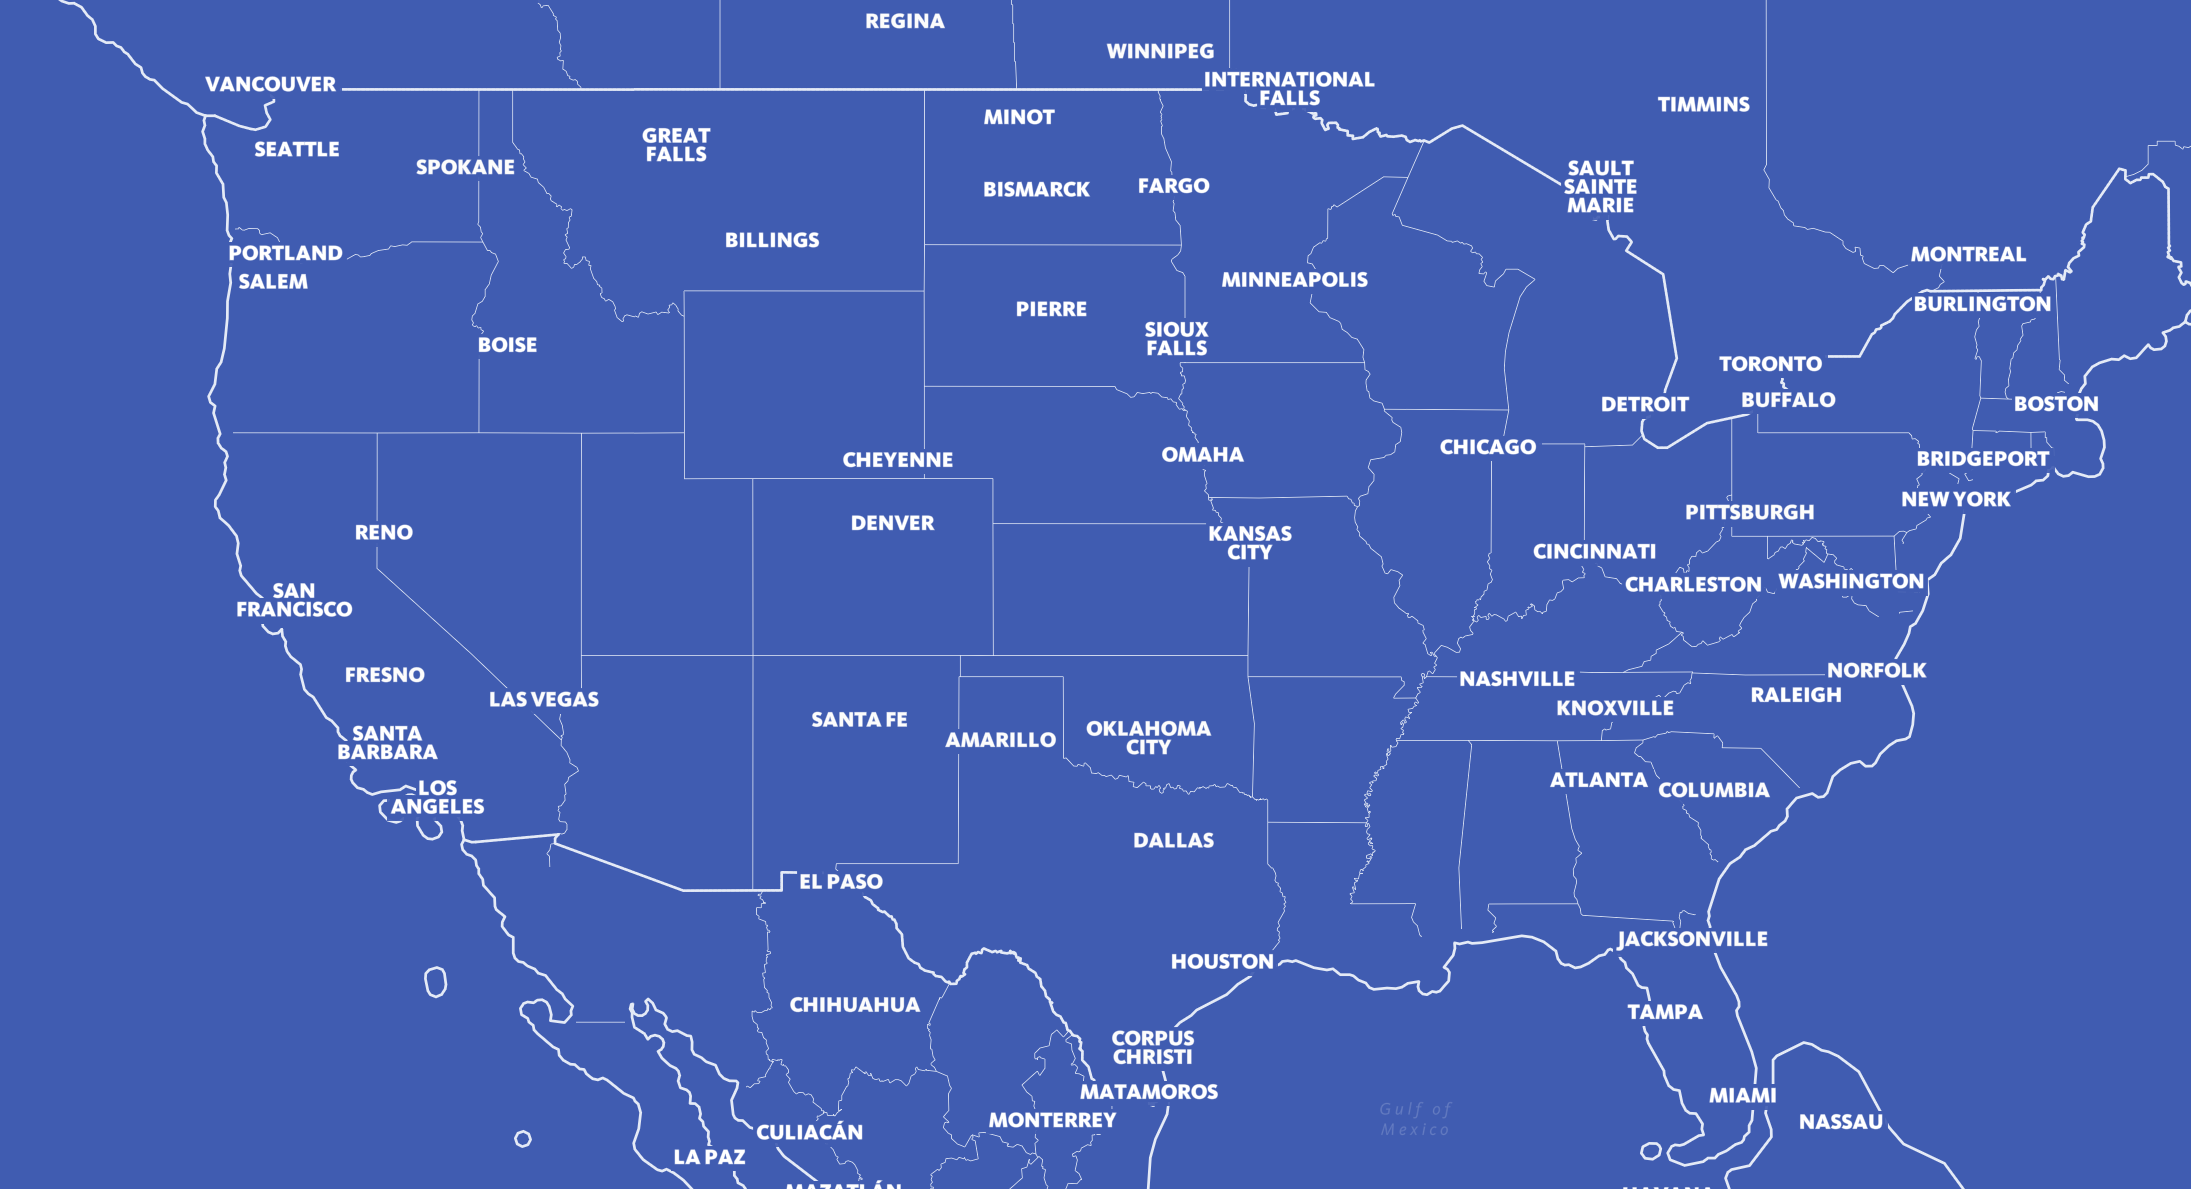 REGINA
WINNIPEG
VANCOUVER
INTERNATIONAL
FALLS
TIMMINS
MINOT
SEATTLE
GREAT
FALLS
SPOKANE
SAULT
SAINTE
MARIE
BISMARCK
FARGO
BILLINGS
PORTLAND
MONTREAL
SALEM
MINNEAPOLIS
BURLINGTON
PIERRE
SIOUX
FALLS
BOISE
TORONTO
BUFFALO
DETROIT
BOSTON
CHICAGO
OMAHA
CHEYENNE
BRIDGEPORT
NEW YORK
PITTSBURGH
DENVER
RENO
KANSAS
CITY
CINCINNATI
CHARLESTON
WASHINGTON
SAN
FRANCISCO
FRESNO
NASHVILLE
NORFOLK
RALEIGH
LAS VEGAS
KNOXVILLE
SANTA FE
AMARILLO
OKLAHOMA
CITY
SANTA
BARBARA
ATLANTA
COLUMBIA
LOS
ANGELES
DALLAS
EL PASO
JACKSONVILLE
HOUSTON
CHIHUAHUA
TAMPA
CORPUS
CHRISTI
MATAMOROS
MIAMI
MONTERREY
Gulf of
Mexico
NASSAU
CULIACÁN
LA PAZ
MAZATLÁN